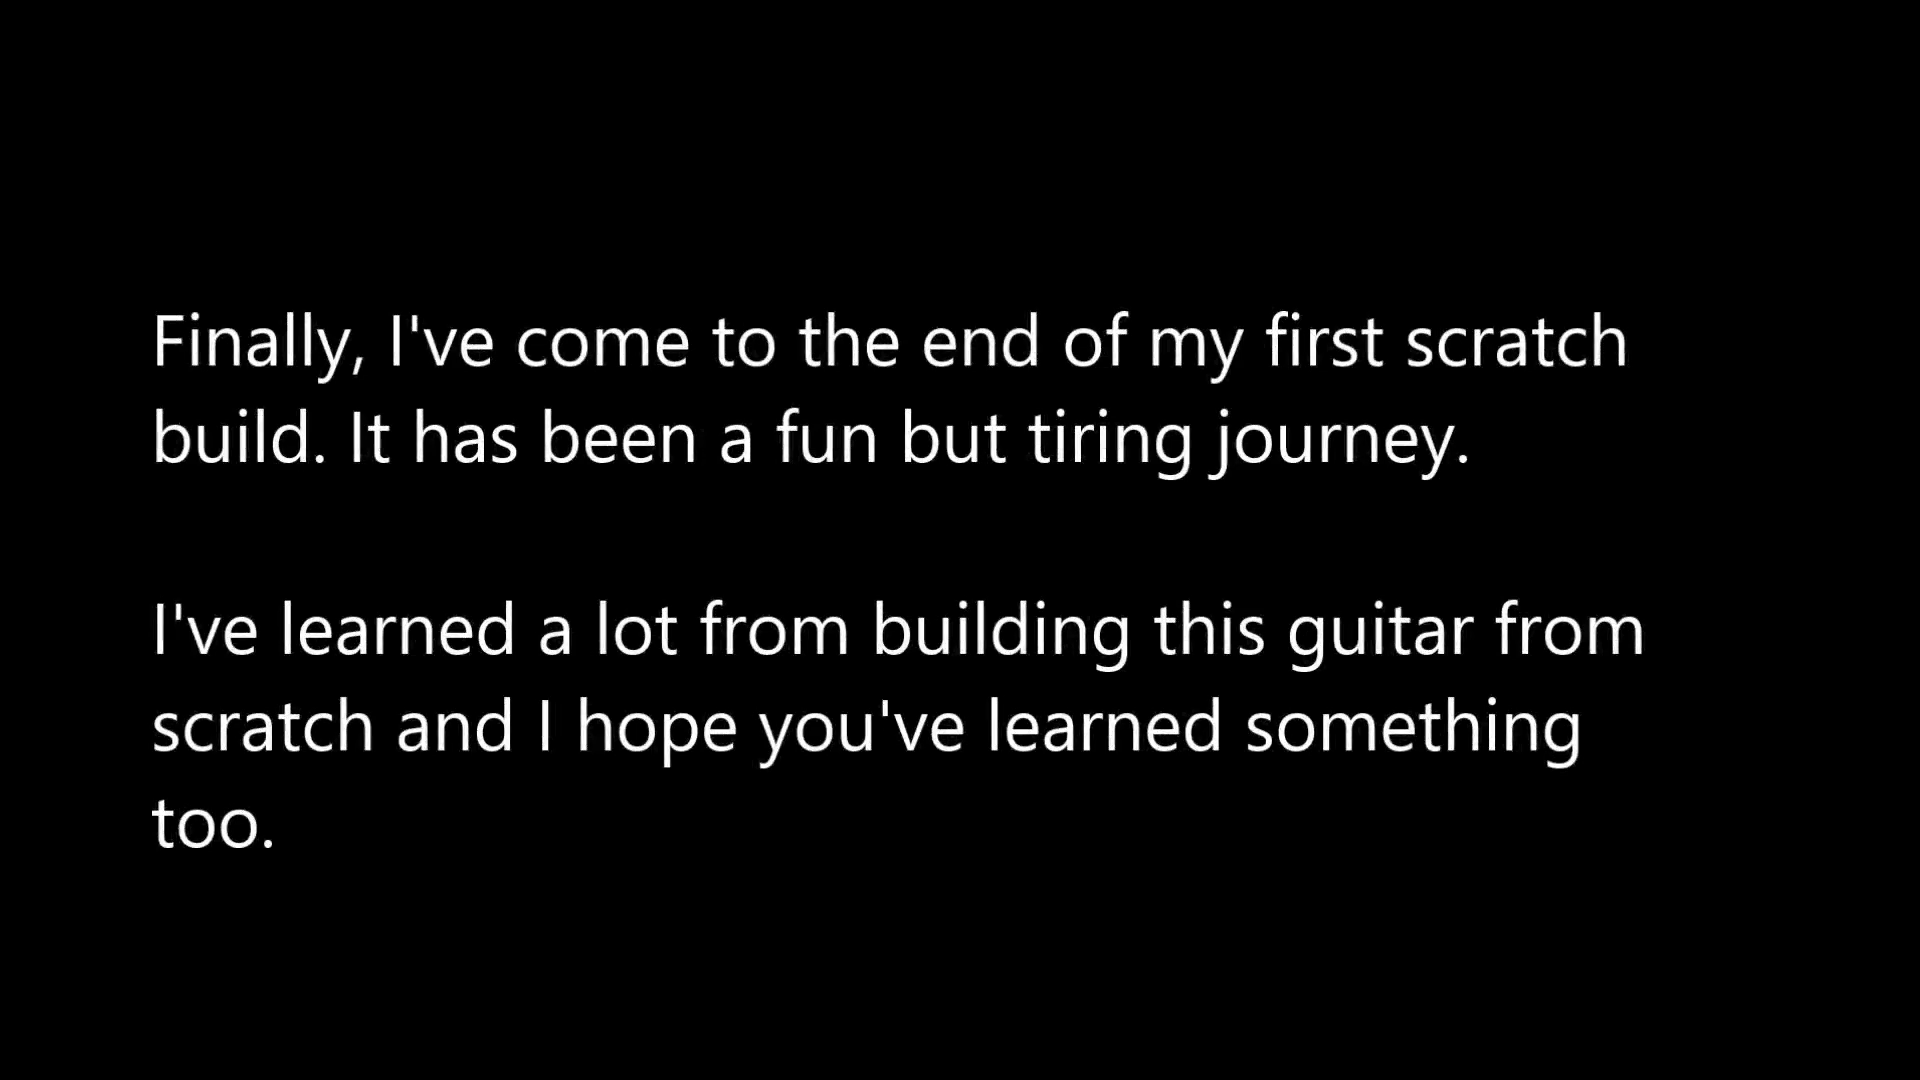 Finally, I've come to the end of my first scratch
build. It has been a fun but tiring journey.
I've learned a lot from building this guitar from
scratch and I hope you've learned something
too.